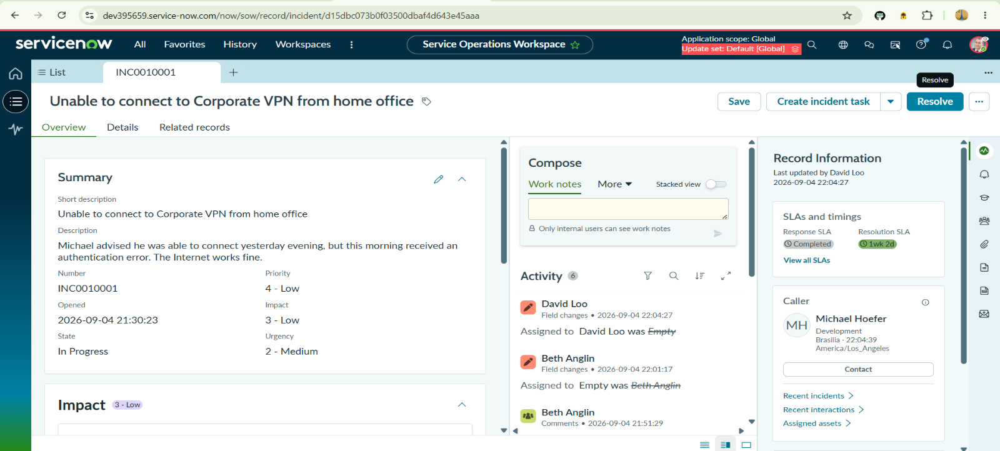 dev395659.service-now.com/now/sow/record/incident/d15dbc073b0f03500dbaf4d643e45aaa
servicenow
All
Favorites
History
Workspaces
Service Operations Workspace
Application scope: Global
Update set: Default [Global]
List
INC0010001
Resolve
Unable to connect to Corporate VPN from home office
Save
Create incident task
Resolve
Overview
Details
Related records
Summary
Short description
Unable to connect to Corporate VPN from home office
Description
Michael advised he was able to connect yesterday evening, but this morning received an
authentication error. The Internet works fine.
Number
Priority
INC0010001
4 - Low
Opened
Impact
2026-09-04 21:30:23
3 - Low
State
Urgency
In Progress
2 - Medium
Impact
3 - Low
Compose
Work notes
More
Stacked view
Only internal users can see work notes
Activity 6
David Loo
Field changes • 2026-09-04 22:04:27
Assigned to David Loo was Empty
Beth Anglin
Field changes • 2026-09-04 22:01:17
Assigned to Empty was Beth Anglin
Beth Anglin
Comments • 2026-09-04 21:51:29
Record Information
Last updated by David Loo
2026-09-04 22:04:27
SLAs and timings
Response SLA
Resolution SLA
Completed
1wk 2d
View all SLAs
Caller
MH
Michael Hoefer
Development
Brasilia · 22:04:39
America/Los_Angeles
Contact
Recent incidents
Recent interactions
Assigned assets